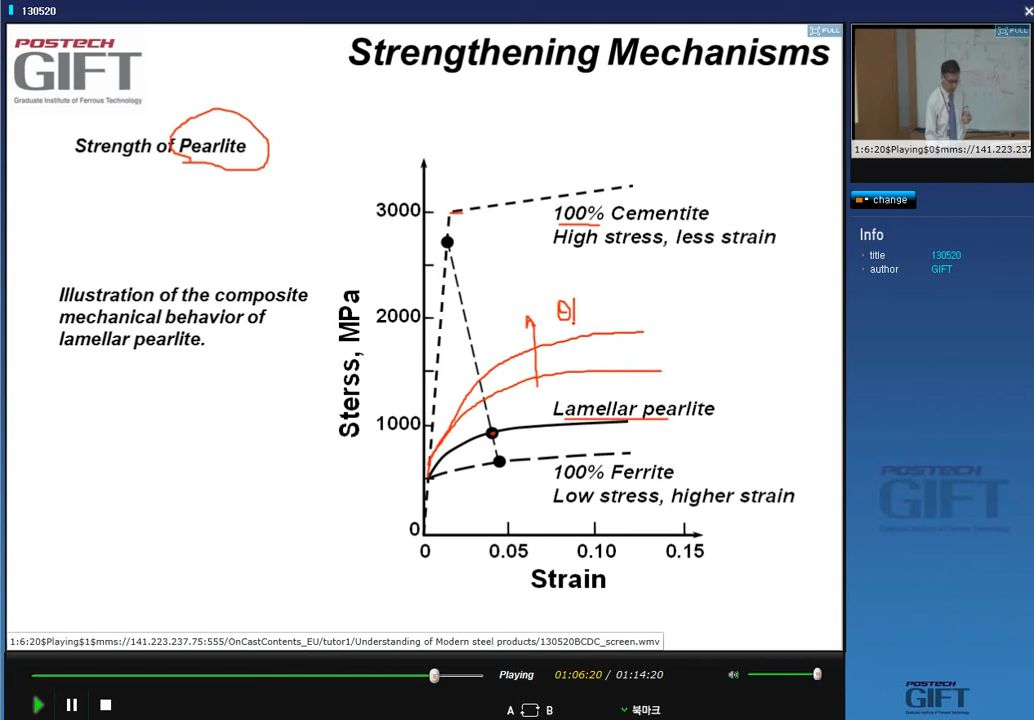 130520
POSTECH
GIFT
Graduate Institute of Ferrous Technology
Strengthening Mechanisms
FULL
FULL
1:6:20$Playing$0$mms://141.223.237
Strength of Pearlite
Illustration of the composite
mechanical behavior of
lamellar pearlite.
Sterss, MPa
3000
2000
1000
0
100% Cementite
High stress, less strain
Lamellar pearlite
100% Ferrite
Low stress, higher strain
0 0.05 0.10 0.15
Strain
change
Info
title 130520
author GIFT
POSTECH
GIFT
1:6:20$Playing$1$mms://141.223.237.75:555/OnCastContents_EU/tutor1/Understanding of Modern steel products/130520BCDC_screen.wmv
Playing 01:06:20 / 01:14:20
A B 북마크
POSTECH
GIFT